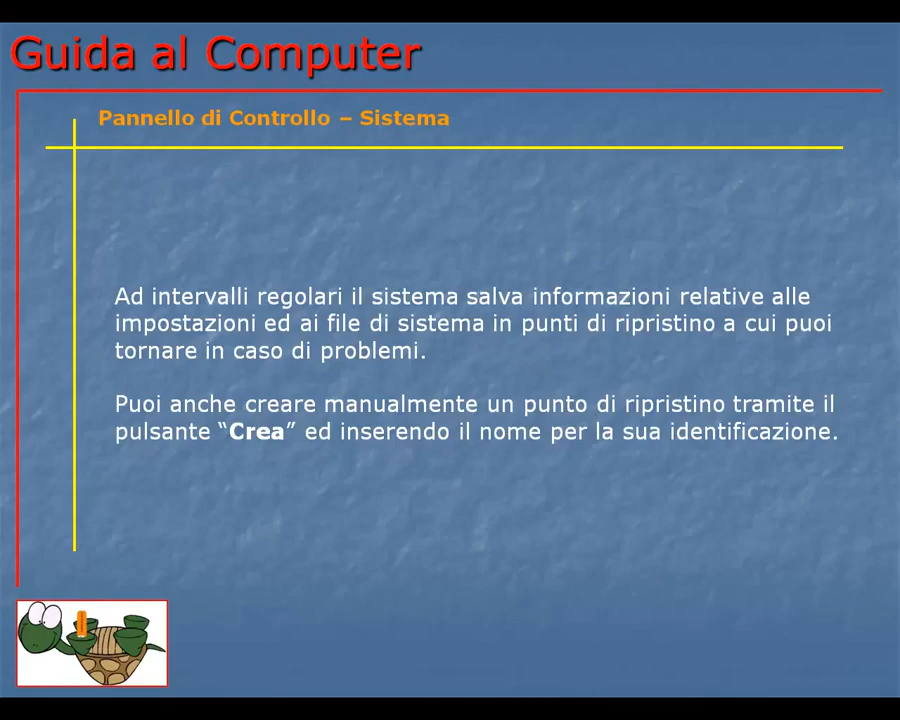 Guida al Computer
Pannello di Controllo – Sistema
Ad intervalli regolari il sistema salva informazioni relative alle
impostazioni ed ai file di sistema in punti di ripristino a cui puoi
tornare in caso di problemi.
Puoi anche creare manualmente un punto di ripristino tramite il
pulsante “Crea” ed inserendo il nome per la sua identificazione.